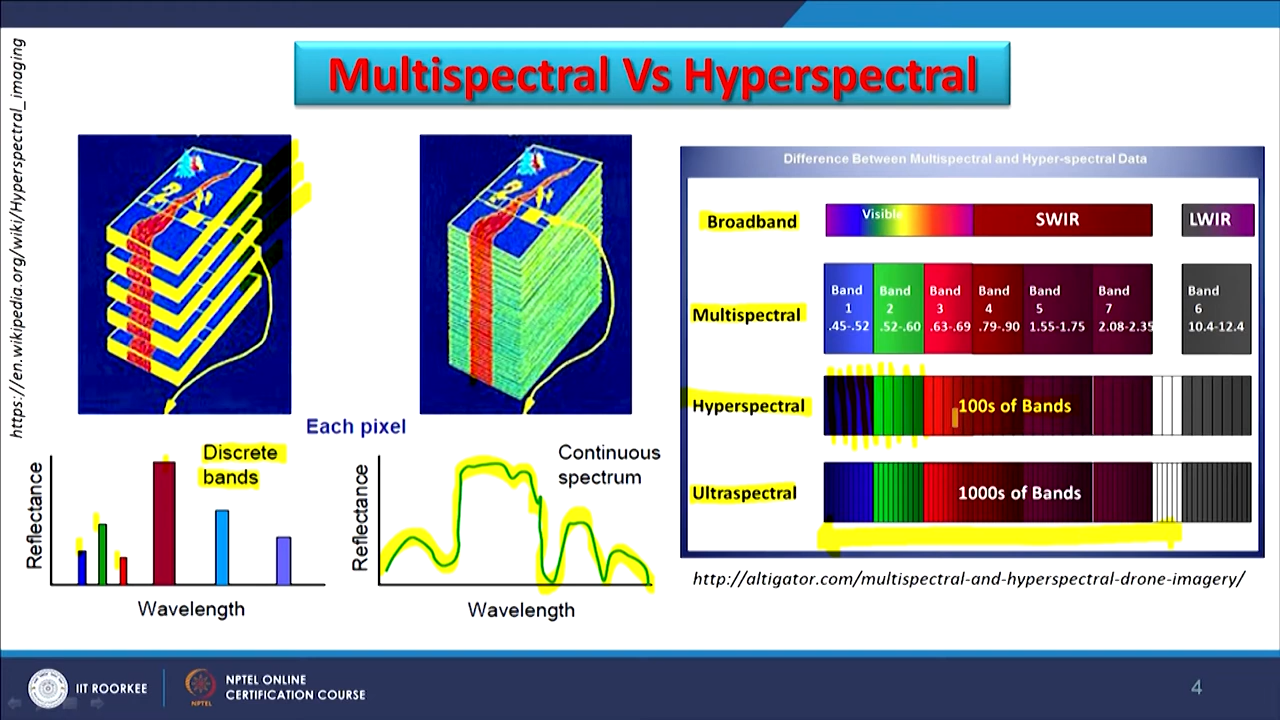 Multispectral Vs Hyperspectral
https://en.wikipedia.org/wiki/Hyperspectral_imaging
Each pixel
Discrete
bands
Reflectance
Wavelength
Continuous
spectrum
Reflectance
Wavelength
Difference Between Multispectral and Hyper-spectral Data
Broadband
Visible
SWIR
LWIR
Multispectral
Band
1
.45-.52
Band
2
.52-.60
Band
3
.63-.69
Band
4
.79-.90
Band
5
1.55-1.75
Band
7
2.08-2.35
Band
6
10.4-12.4
Hyperspectral
100s of Bands
Ultraspectral
1000s of Bands
http://altigator.com/multispectral-and-hyperspectral-drone-imagery/
IIT ROORKEE
NPTEL
NPTEL ONLINE
CERTIFICATION COURSE
4